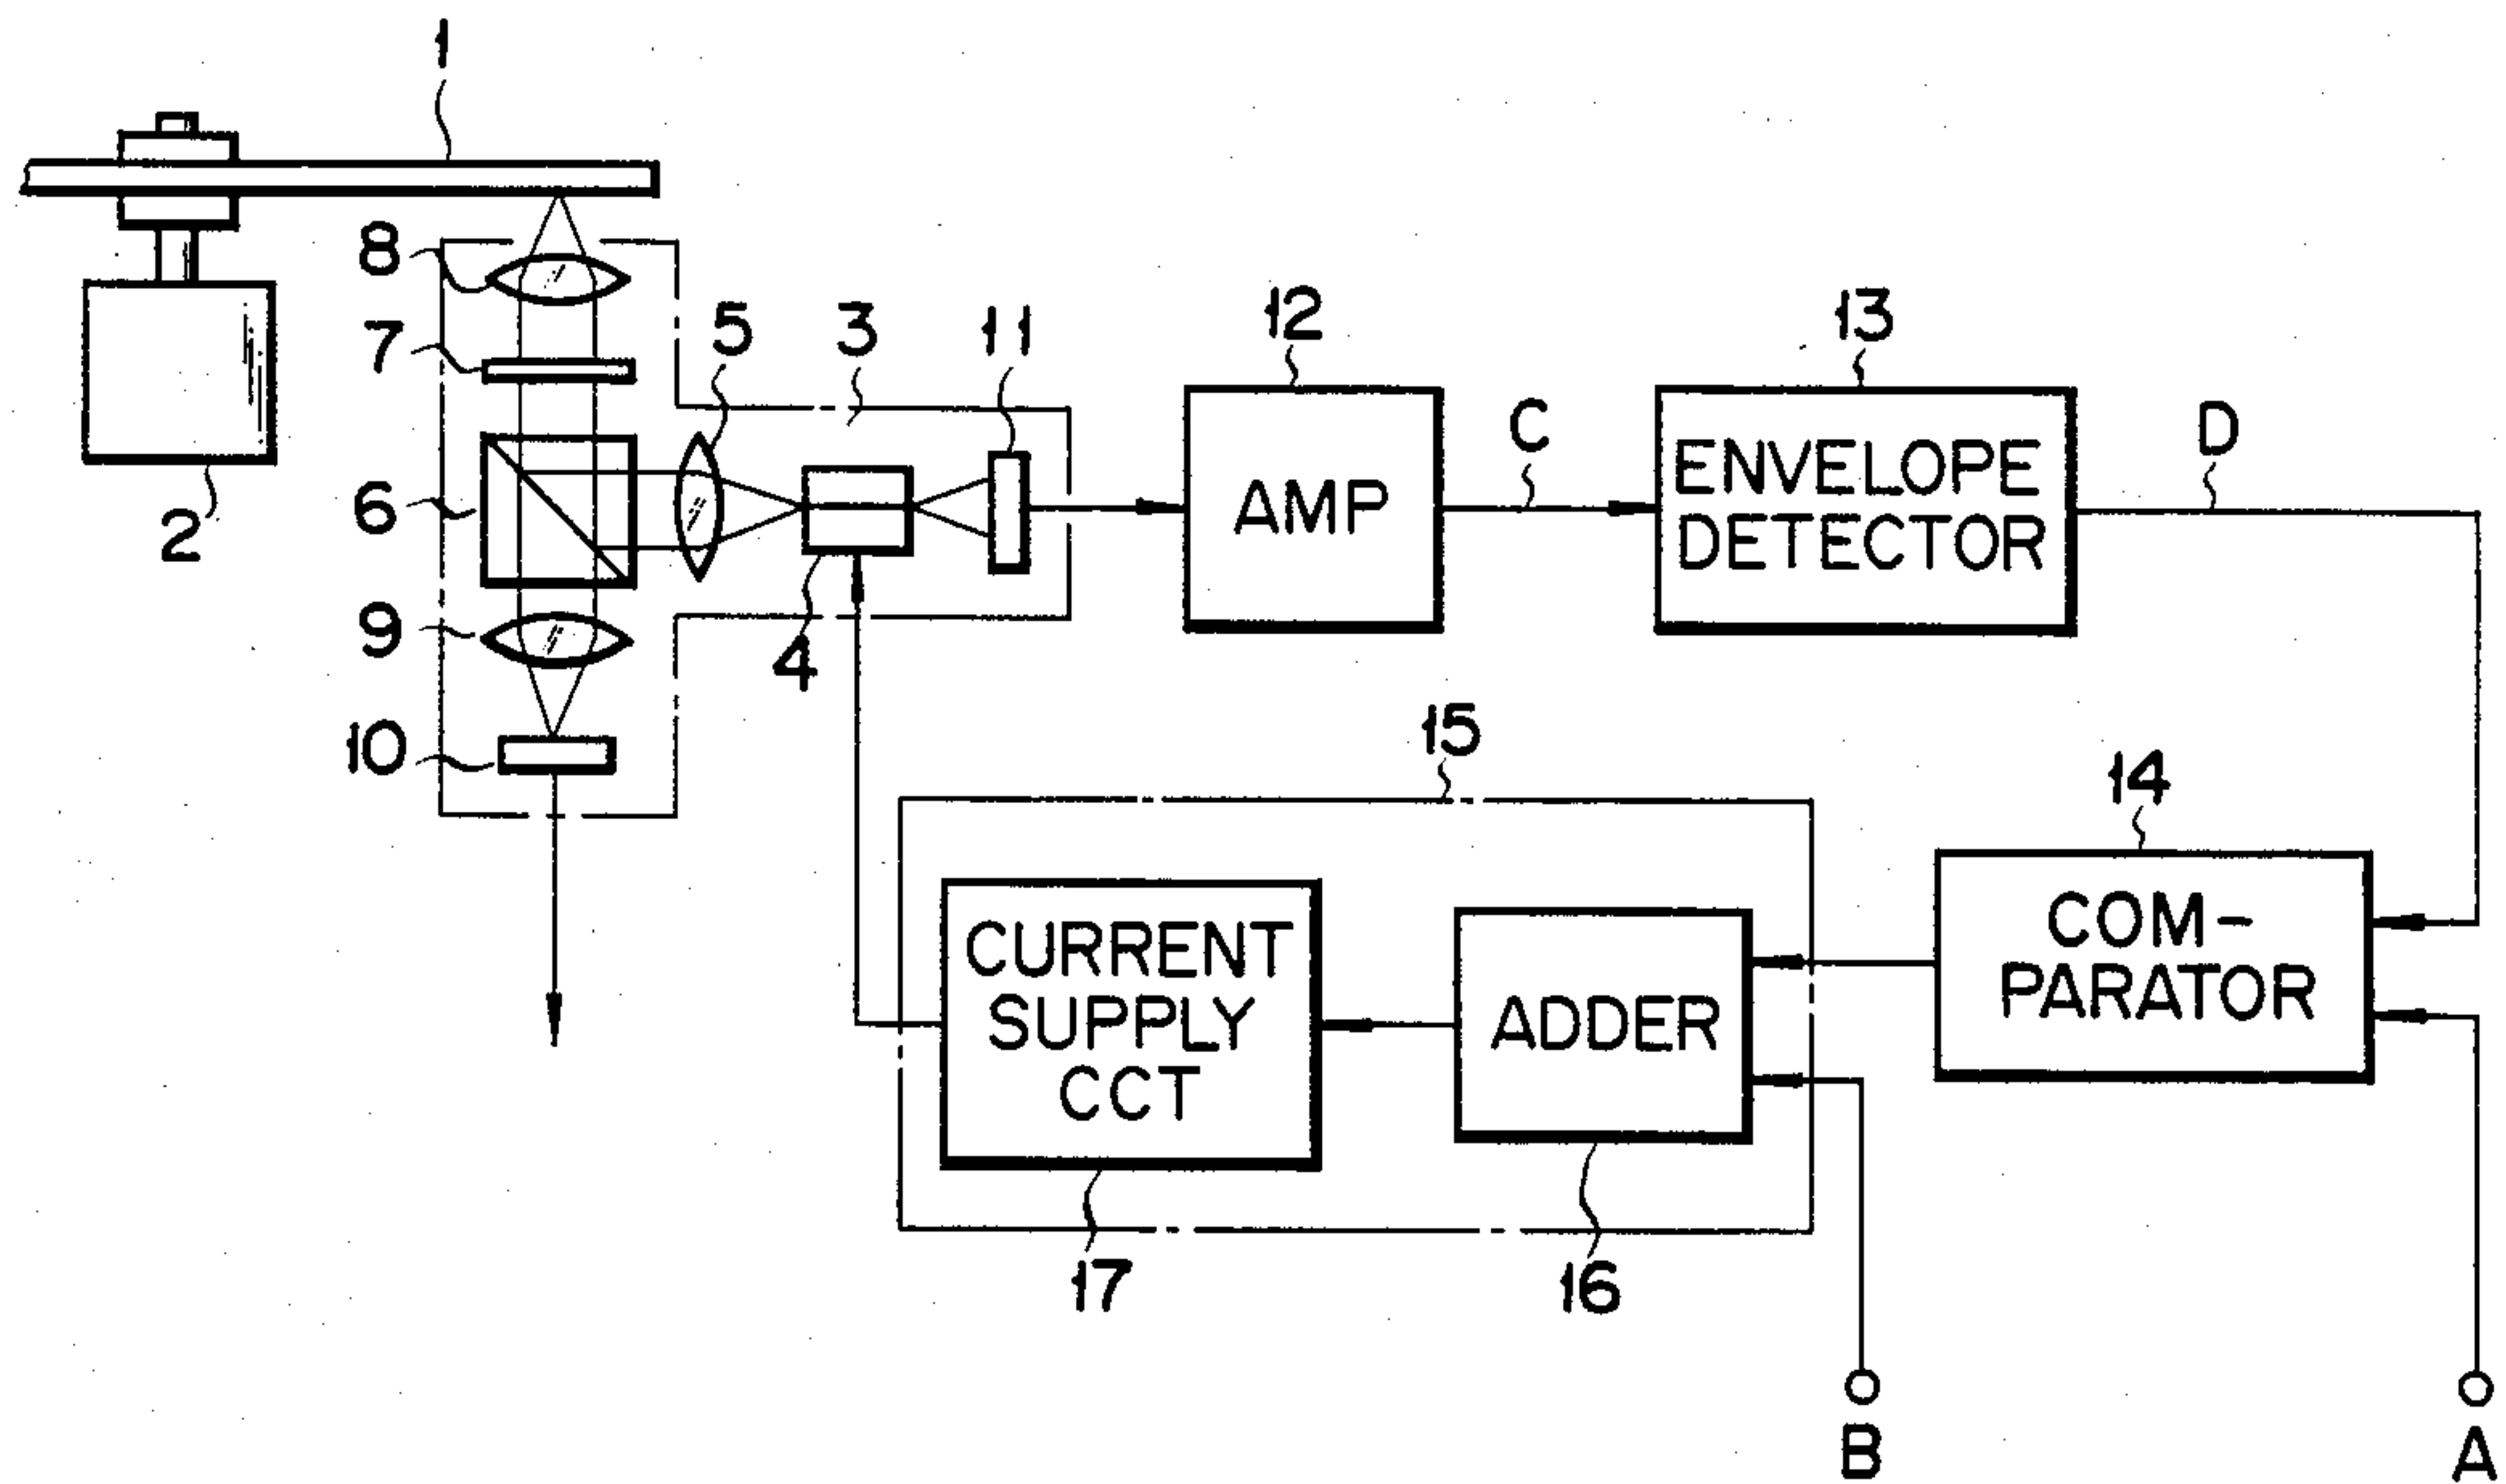 1
8
7
5
3
11
12
13
2
6
AMP
C
ENVELOPE
DETECTOR
D
9
4
10
15
14
CURRENT
SUPPLY
CCT
ADDER
COM-
PARATOR
17
16
B
A